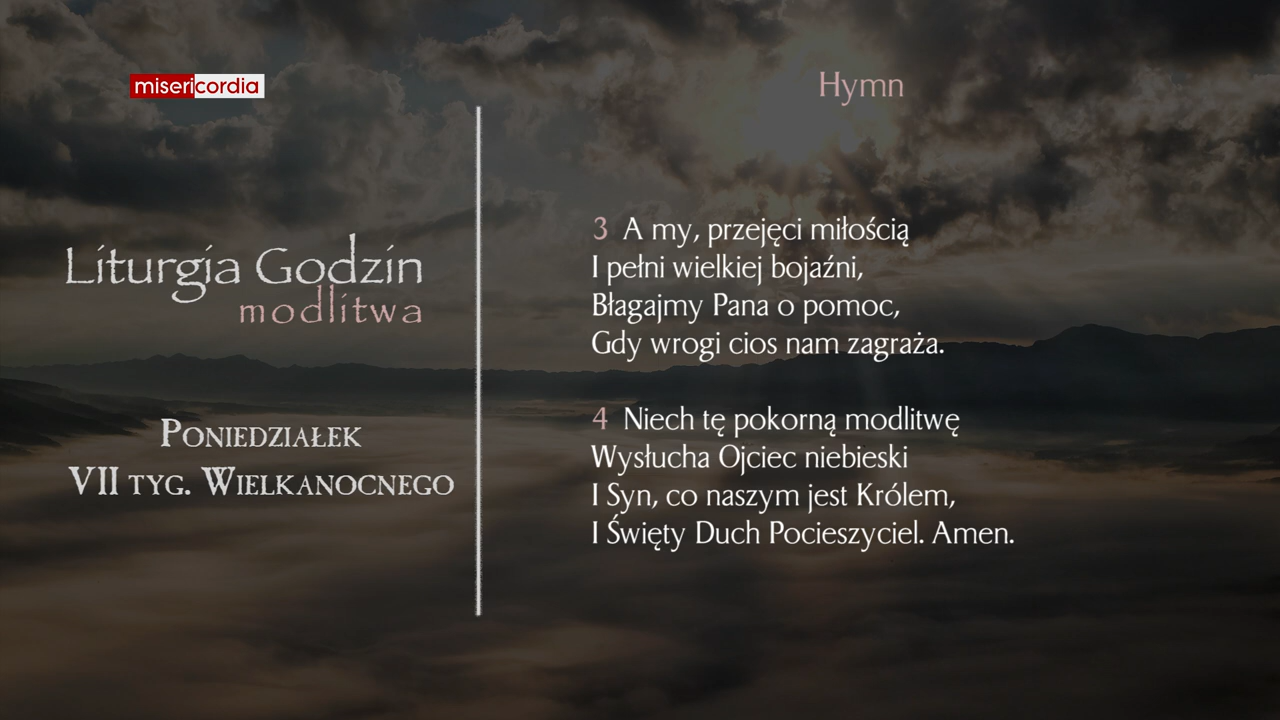 misericordia
Liturgia Godzin
modlitwa
Poniedziałek
VII tyg. Wielkanocnego
Hymn
3 A my, przejęci miłością
I pełni wielkiej bojaźni,
Błagajmy Pana o pomoc,
Gdy wrogi cios nam zagraża.
4 Niech tę pokorną modlitwę
Wysłucha Ojciec niebieski
I Syn, co naszym jest Królem,
I Święty Duch Pocieszyciel. Amen.